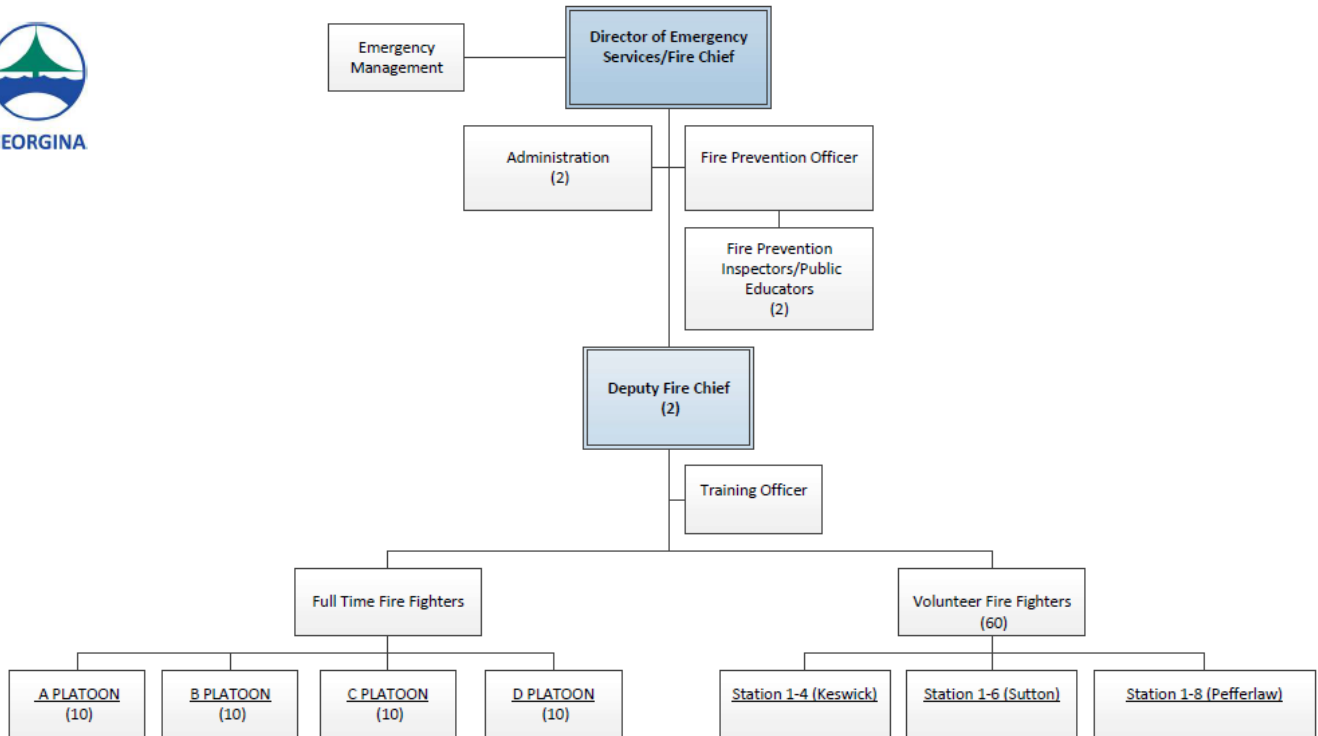 EORGINA
Emergency
Management
Director of Emergency
Services/Fire Chief
Administration
(2)
Fire Prevention Officer
Fire Prevention
Inspectors/Public
Educators
(2)
Deputy Fire Chief
(2)
Training Officer
Full Time Fire Fighters
Volunteer Fire Fighters
(60)
A PLATOON
(10)
B PLATOON
(10)
C PLATOON
(10)
D PLATOON
(10)
Station 1-4 (Keswick)
Station 1-6 (Sutton)
Station 1-8 (Pefferlaw)